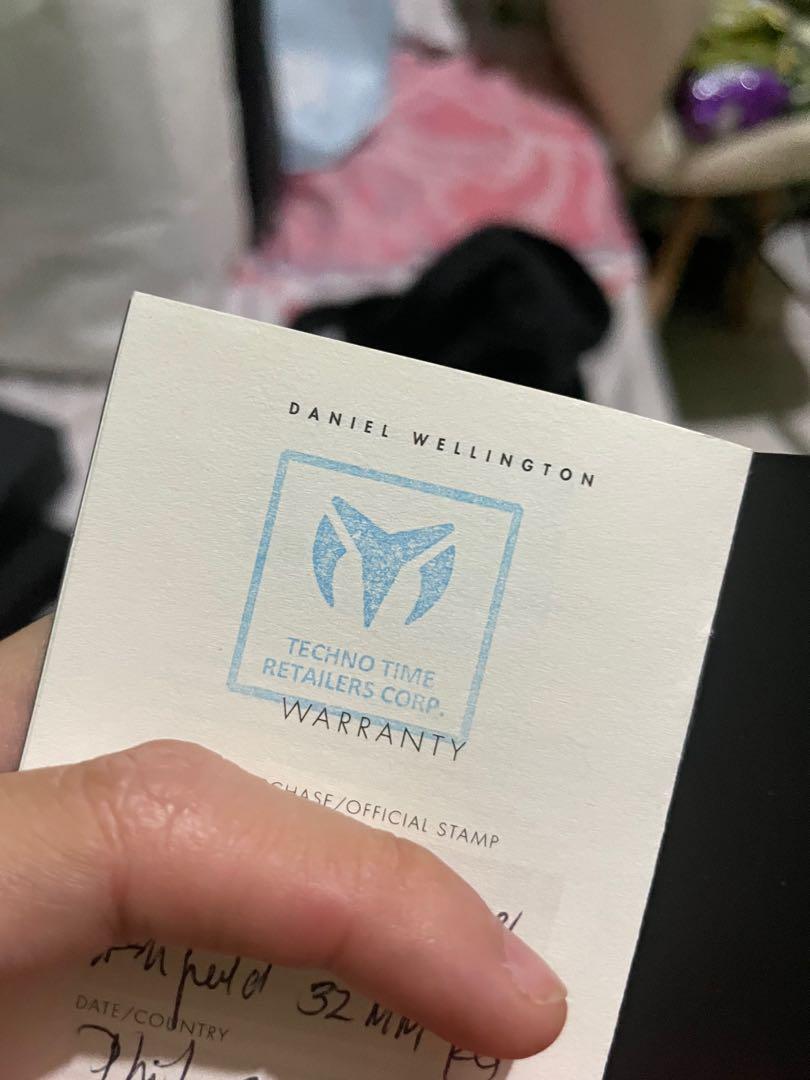 DANIEL WELLINGTON
TECHNO TIME
RETAILERS CORP.
WARRANTY
/OFFICIAL STAMP
32 MM
DATE/COUNTRY